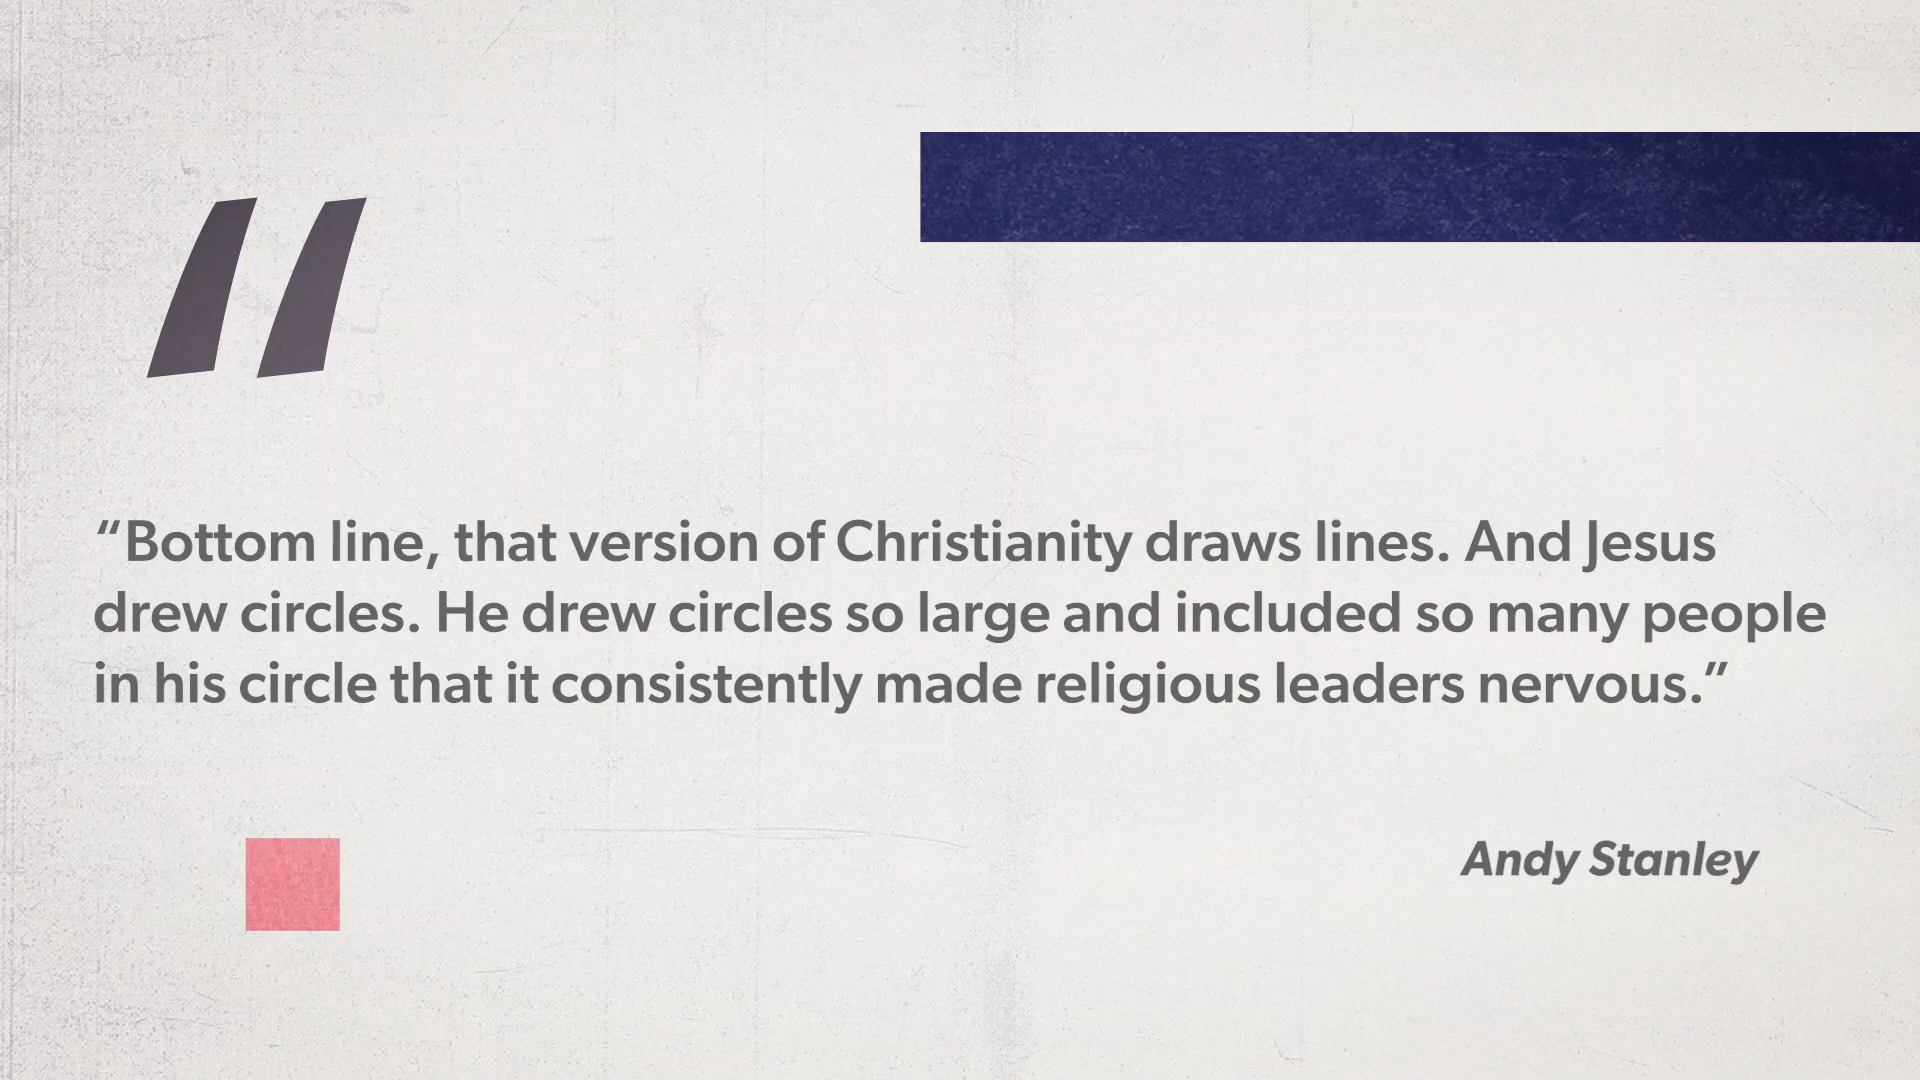 “Bottom line, that version of Christianity draws lines. And Jesus
drew circles. He drew circles so large and included so many people
in his circle that it consistently made religious leaders nervous.”
Andy Stanley